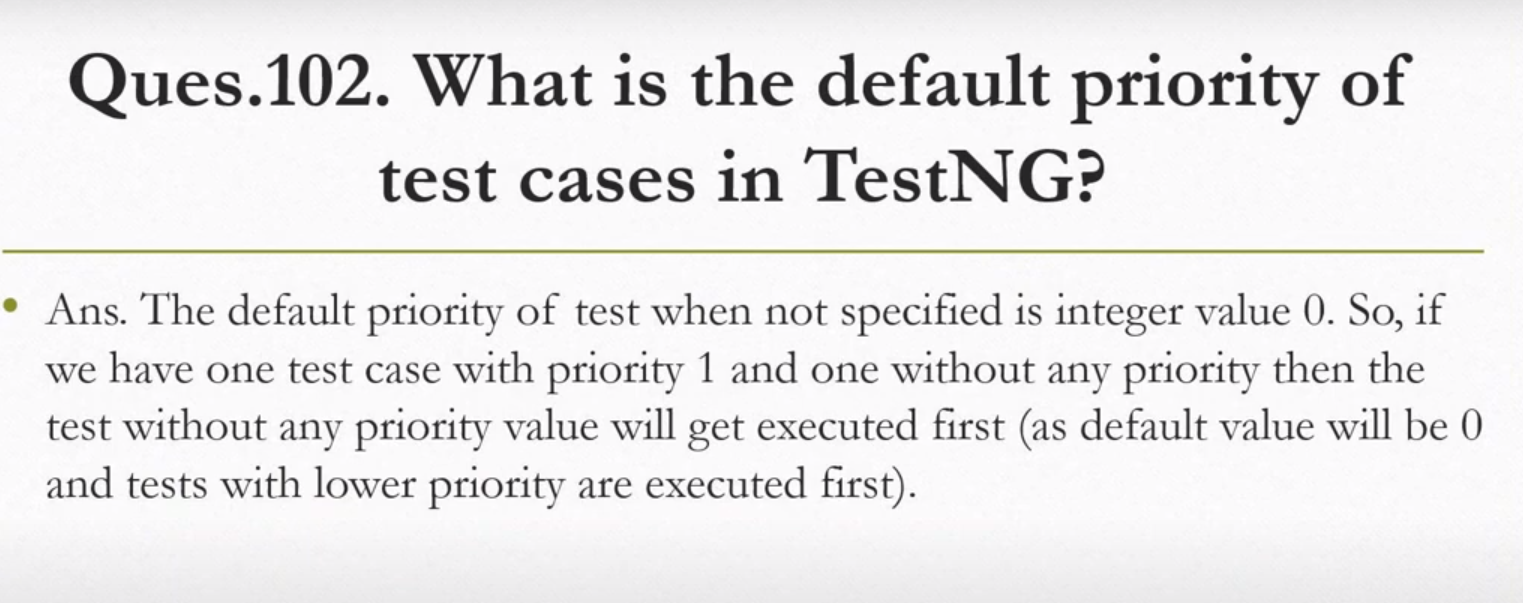 Ques.102. What is the default priority of
test cases in TestNG?
• Ans. The default priority of test when not specified is integer value 0. So, if
we have one test case with priority 1 and one without any priority then the
test without any priority value will get executed first (as default value will be 0
and tests with lower priority are executed first).